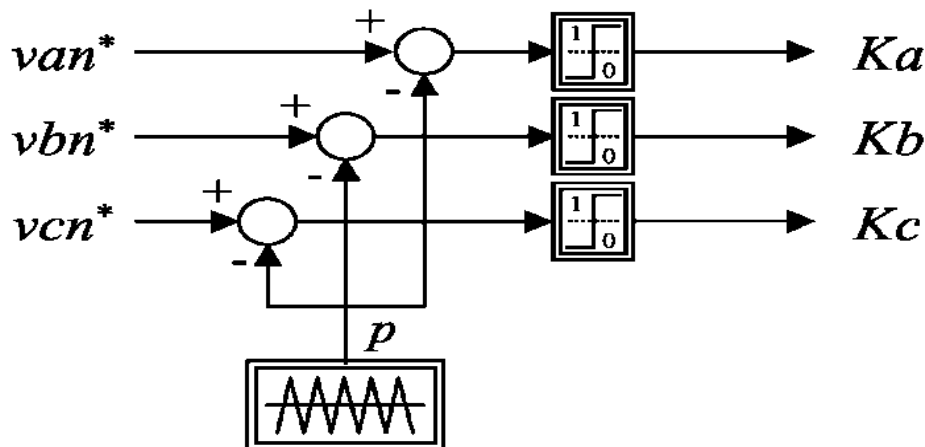 van* + - 1 0 Ka
vbn* + - 1 0 Kb
vcn* + - 1 0 Kc
p